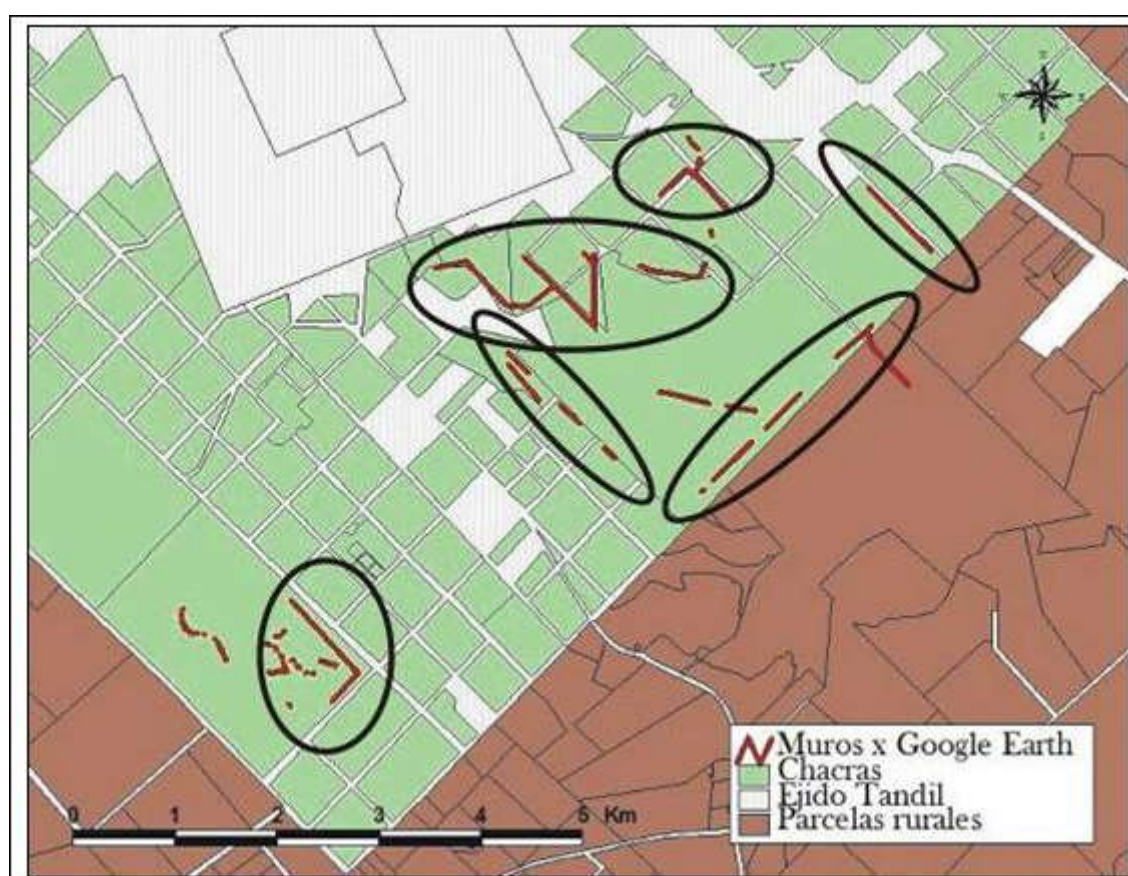 Muros x Google Earth
Chacras
Ejido Tandil
Parcelas rurales
0 1 2 3 4 5 Km